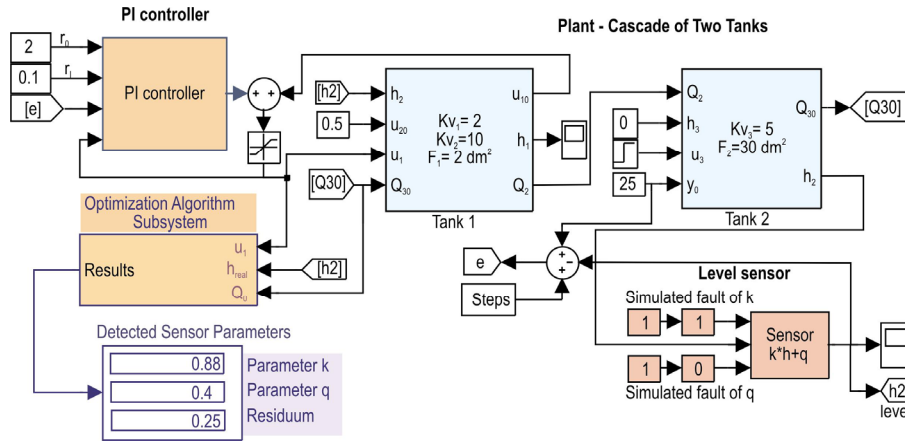 PI controller
Plant - Cascade of Two Tanks
2
r0
0.1
r1
[e]
PI controller
+ +
[h2]
0.5
[Q30]
h2
u20
u1
Q30
Kv1= 2
Kv2=10
F1= 2 dm2
u10
h1
Q2
Tank 1
0
25
Q2
h3
u3
y0
Kv3= 5
F2=30 dm2
Q30
h2
Tank 2
[Q30]
Optimization Algorithm
Subsystem
Results
u1
hreal
Qu
[h2]
e
+
+
-
Steps
Level sensor
Simulated fault of k
1
1
Sensor
k*h+q
1
0
Simulated fault of q
h2
level
Detected Sensor Parameters
0.88
Parameter k
0.4
Parameter q
0.25
Residuum